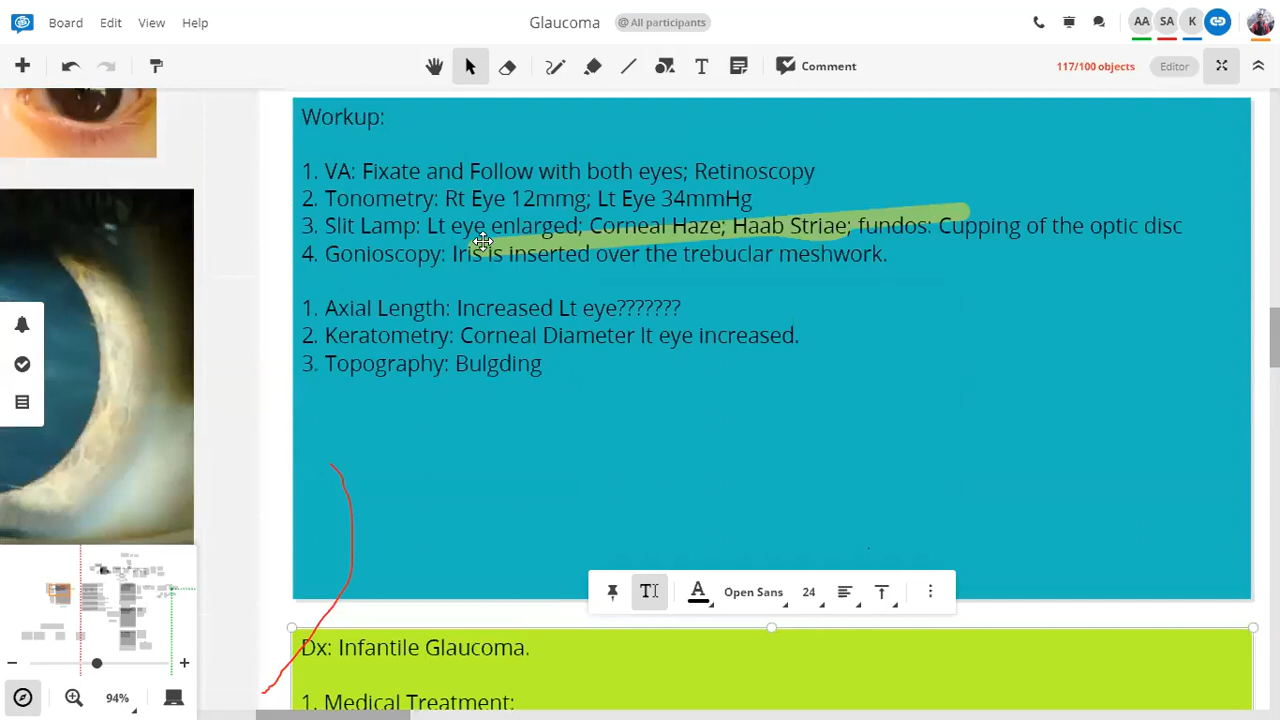 Board Edit View Help
Glaucoma @ All participants
AA SA K
Comment
117/100 objects
Editor
Workup:
1. VA: Fixate and Follow with both eyes; Retinoscopy
2. Tonometry: Rt Eye 12mmg; Lt Eye 34mmHg
3. Slit Lamp: Lt eye enlarged; Corneal Haze; Haab Striae; fundos: Cupping of the optic disc
4. Gonioscopy: Iris is inserted over the trebuclar meshwork.
1. Axial Length: Increased Lt eye???????
2. Keratometry: Corneal Diameter lt eye increased.
3. Topography: Bulgding
A Open Sans 24
Dx: Infantile Glaucoma.
1. Medical Treatment:
94%